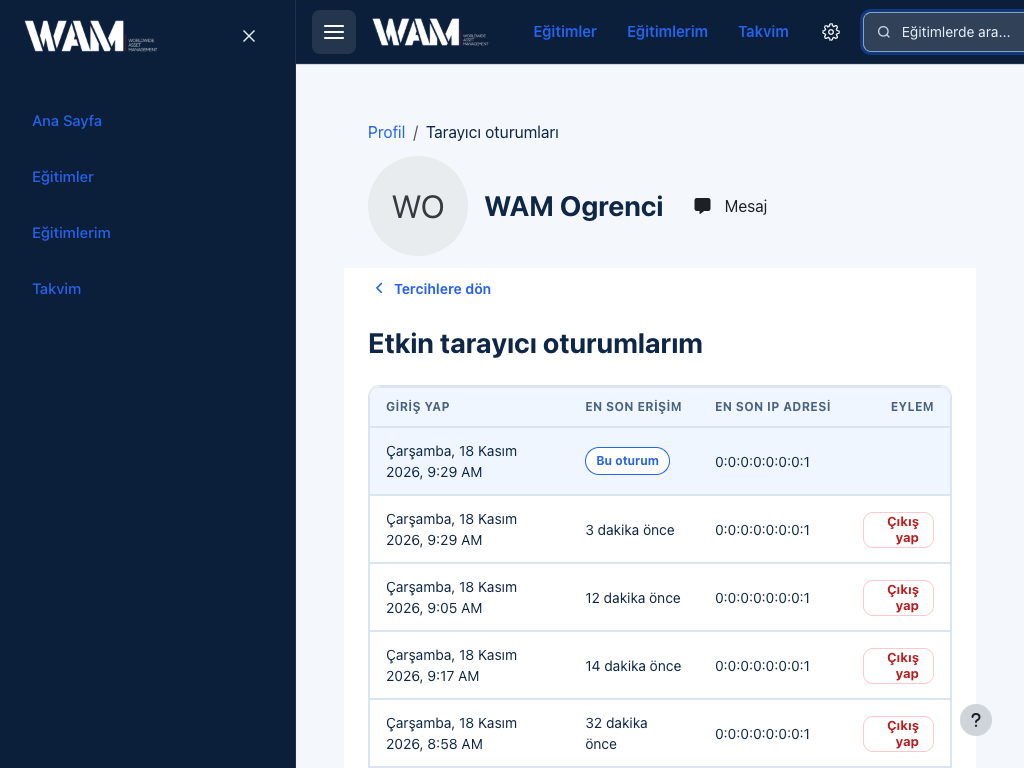 WAM WORLDWIDE ASSET MANAGEMENT
Ana Sayfa
Eğitimler
Eğitimlerim
Takvim
WAM WORLDWIDE ASSET MANAGEMENT
Eğitimler Eğitimlerim Takvim Eğitimlerde ara...
Profil / Tarayıcı oturumları
WO
WAM Ogrenci
Mesaj
Tercihlere dön
Etkin tarayıcı oturumlarım
GİRİŞ YAP EN SON ERİŞİM EN SON IP ADRESİ EYLEM
Çarşamba, 18 Kasım
2026, 9:29 AM
Bu oturum
0:0:0:0:0:0:0:1
Çarşamba, 18 Kasım
2026, 9:29 AM
3 dakika önce
0:0:0:0:0:0:0:1
Çıkış
yap
Çarşamba, 18 Kasım
2026, 9:05 AM
12 dakika önce
0:0:0:0:0:0:0:1
Çıkış
yap
Çarşamba, 18 Kasım
2026, 9:17 AM
14 dakika önce
0:0:0:0:0:0:0:1
Çıkış
yap
Çarşamba, 18 Kasım
2026, 8:58 AM
32 dakika
önce
0:0:0:0:0:0:0:1
Çıkış
yap
?